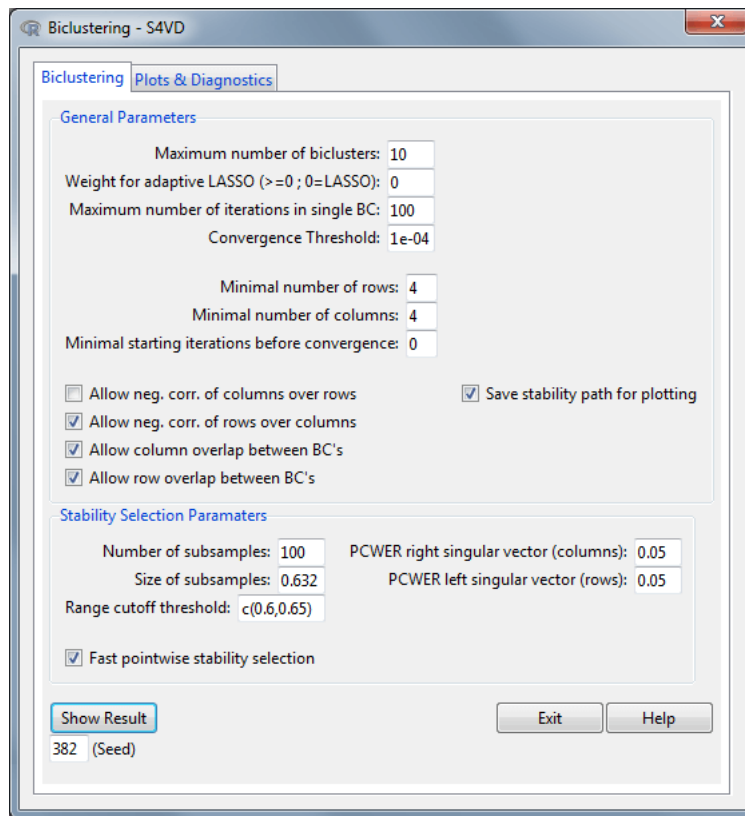 Biclustering - S4VD
Biclustering Plots & Diagnostics
General Parameters
Maximum number of biclusters: 10
Weight for adaptive LASSO (>=0 ; 0=LASSO): 0
Maximum number of iterations in single BC: 100
Convergence Threshold: 1e-04
Minimal number of rows: 4
Minimal number of columns: 4
Minimal starting iterations before convergence: 0
Allow neg. corr. of columns over rows Save stability path for plotting
Allow neg. corr. of rows over columns
Allow column overlap between BC's
Allow row overlap between BC's
Stability Selection Paramaters
Number of subsamples: 100 PCWER right singular vector (columns): 0.05
Size of subsamples: 0.632 PCWER left singular vector (rows): 0.05
Range cutoff threshold: c(0.6,0.65)
Fast pointwise stability selection
Show Result Exit Help
382 (Seed)